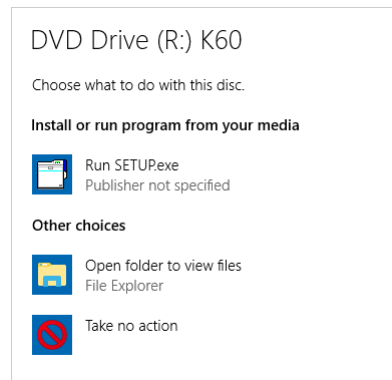 DVD Drive (R:) K60
Choose what to do with this disc.
Install or run program from your media
Run SETUP.exe
Publisher not specified
Other choices
Open folder to view files
File Explorer
Take no action